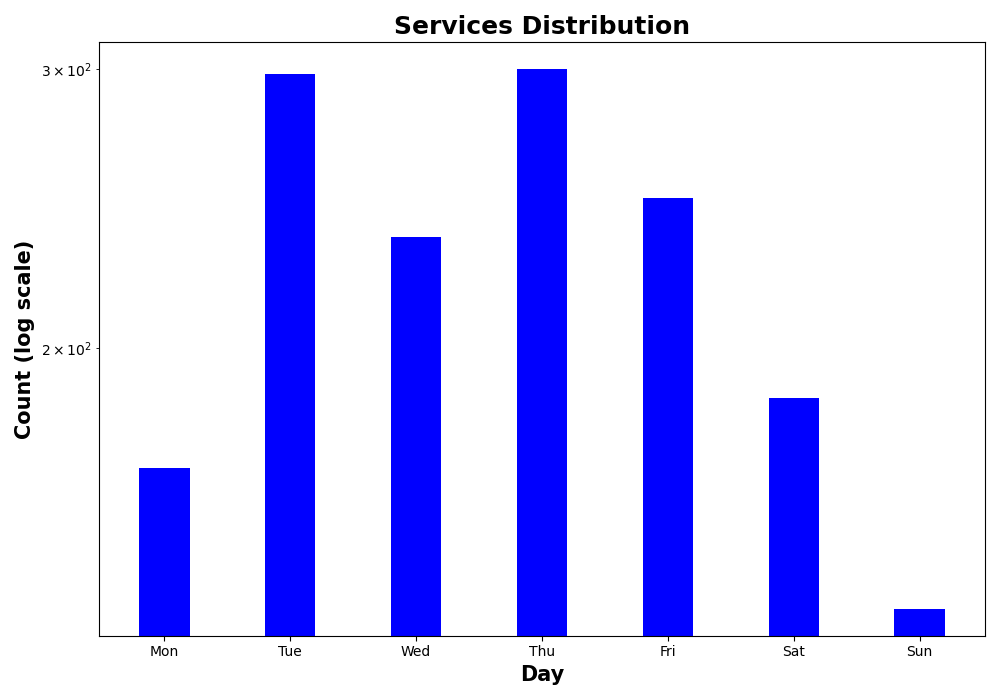 Services Distribution
3 × 10²
2 × 10²
Count (log scale)
Mon Tue Wed Thu Fri Sat Sun
Day